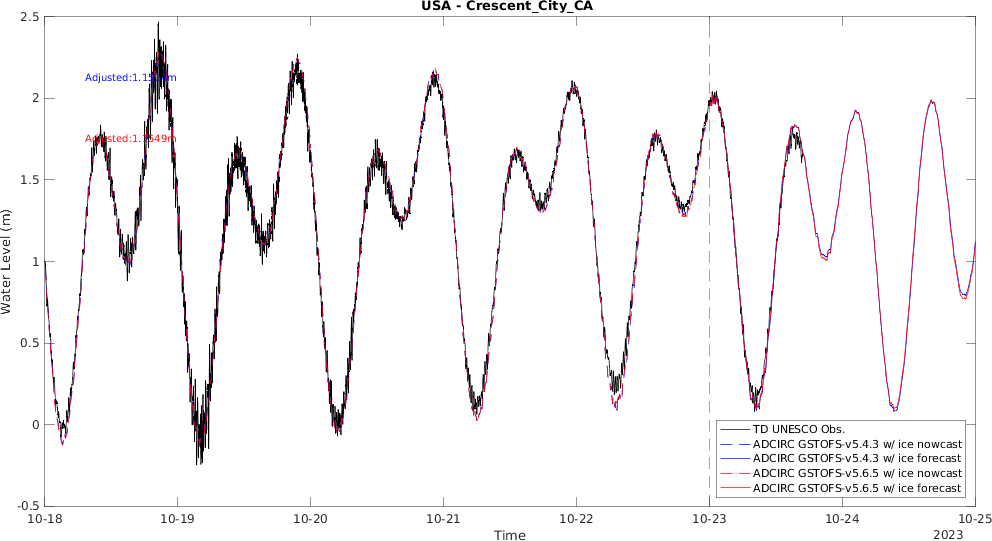 USA - Crescent_City_CA
2.5
2
1.5
1
0.5
0
-0.5
Water Level (m)
10-18
10-19
10-20
10-21
10-22
10-23
10-24
10-25
Time
2023
TD UNESCO Obs.
ADCIRC GSTOFS-v5.4.3 w/ ice nowcast
ADCIRC GSTOFS-v5.4.3 w/ ice forecast
ADCIRC GSTOFS-v5.6.5 w/ ice nowcast
ADCIRC GSTOFS-v5.6.5 w/ ice forecast